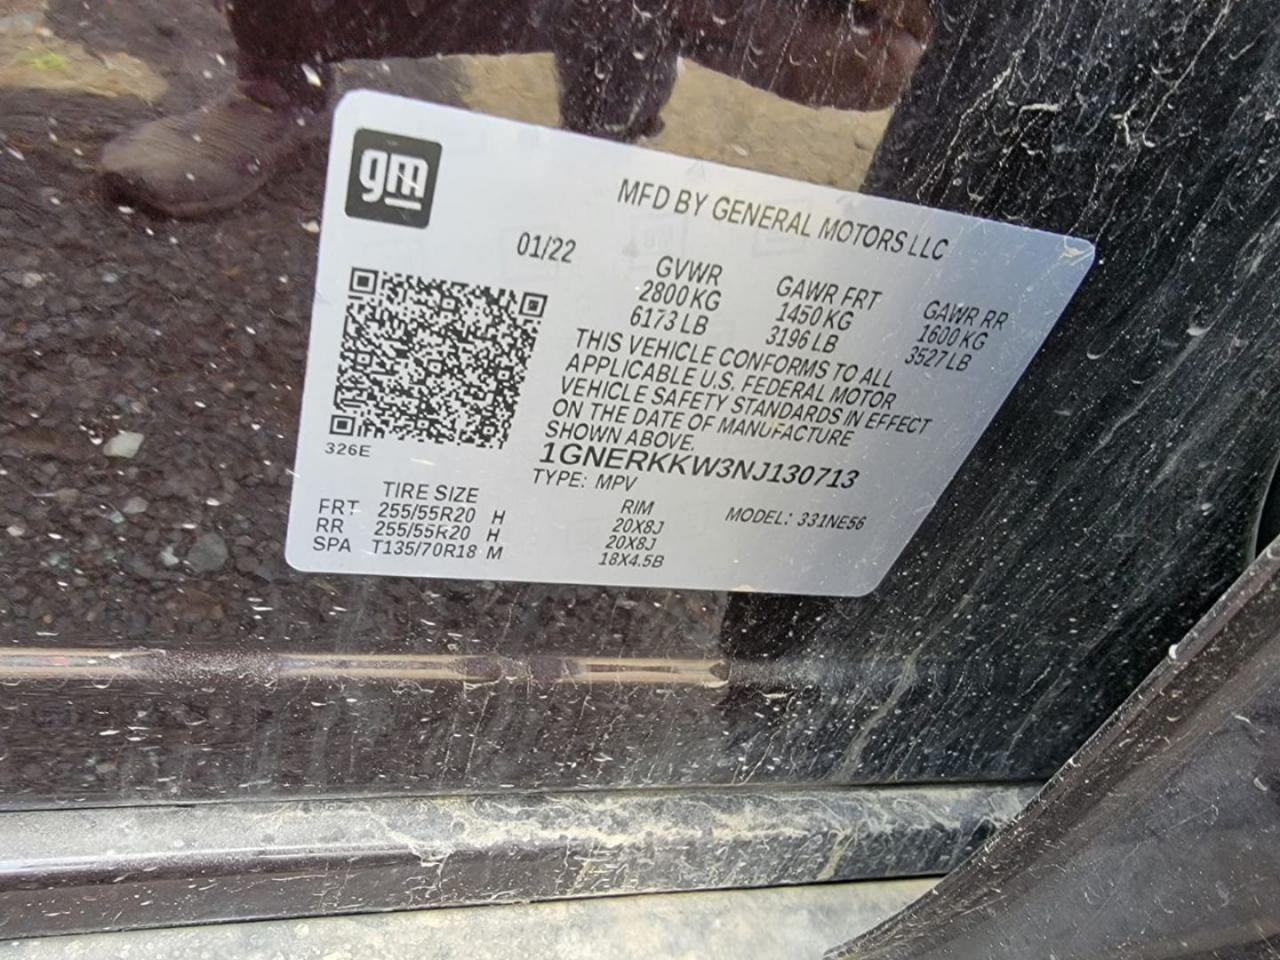 gm
MFD BY GENERAL MOTORS LLC
01/22
GVWR GAWR FRT GAWR RR
2800 KG 1450 KG 1600 KG
6173 LB 3196 LB 3527 LB
THIS VEHICLE CONFORMS TO ALL
APPLICABLE U.S. FEDERAL MOTOR
VEHICLE SAFETY STANDARDS IN EFFECT
ON THE DATE OF MANUFACTURE
SHOWN ABOVE.
326E
1GNERKKW3NJ130713
TYPE: MPV
MODEL: 331NE56
TIRE SIZE RIM
FRT 255/55R20 H 20X8J
RR 255/55R20 H 20X8J
SPA T135/70R18 M 18X4.5B